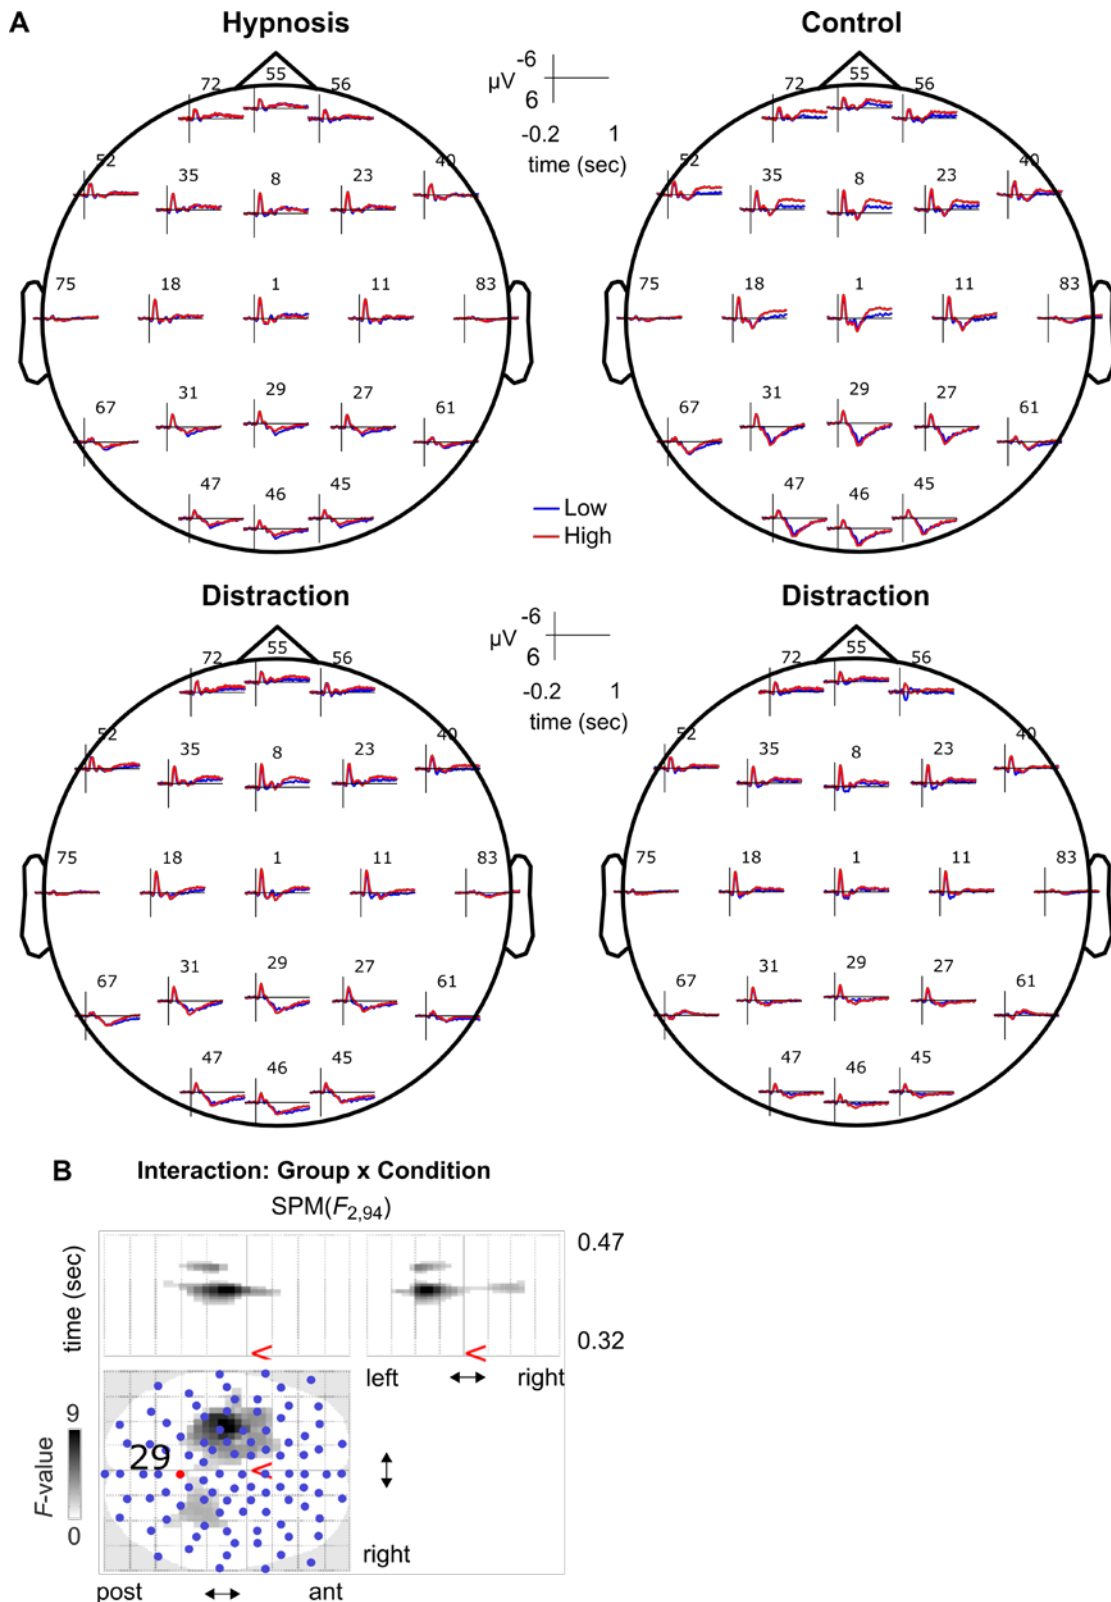 A
Hypnosis
Control
-6
μV
6
-0.2 1
time (sec)
72 55 56
52 35 8 23 40
75 18 1 11 83
67 31 29 27 61
47 46 45
72 55 56
52 35 8 23 40
75 18 1 11 83
67 31 29 27 61
47 46 45
Low
High
Distraction
Distraction
-6
μV
6
-0.2 1
time (sec)
72 55 56
52 35 8 23 40
75 18 1 11 83
67 31 29 27 61
47 46 45
72 55 56
52 35 8 23 40
75 18 1 11 83
67 31 29 27 61
47 46 45
B Interaction: Group x Condition
SPM(F2,94)
time (sec)
0.47
0.32
<
<
left ↔ right
9
F-value
0
29
<
right
post ↔ ant